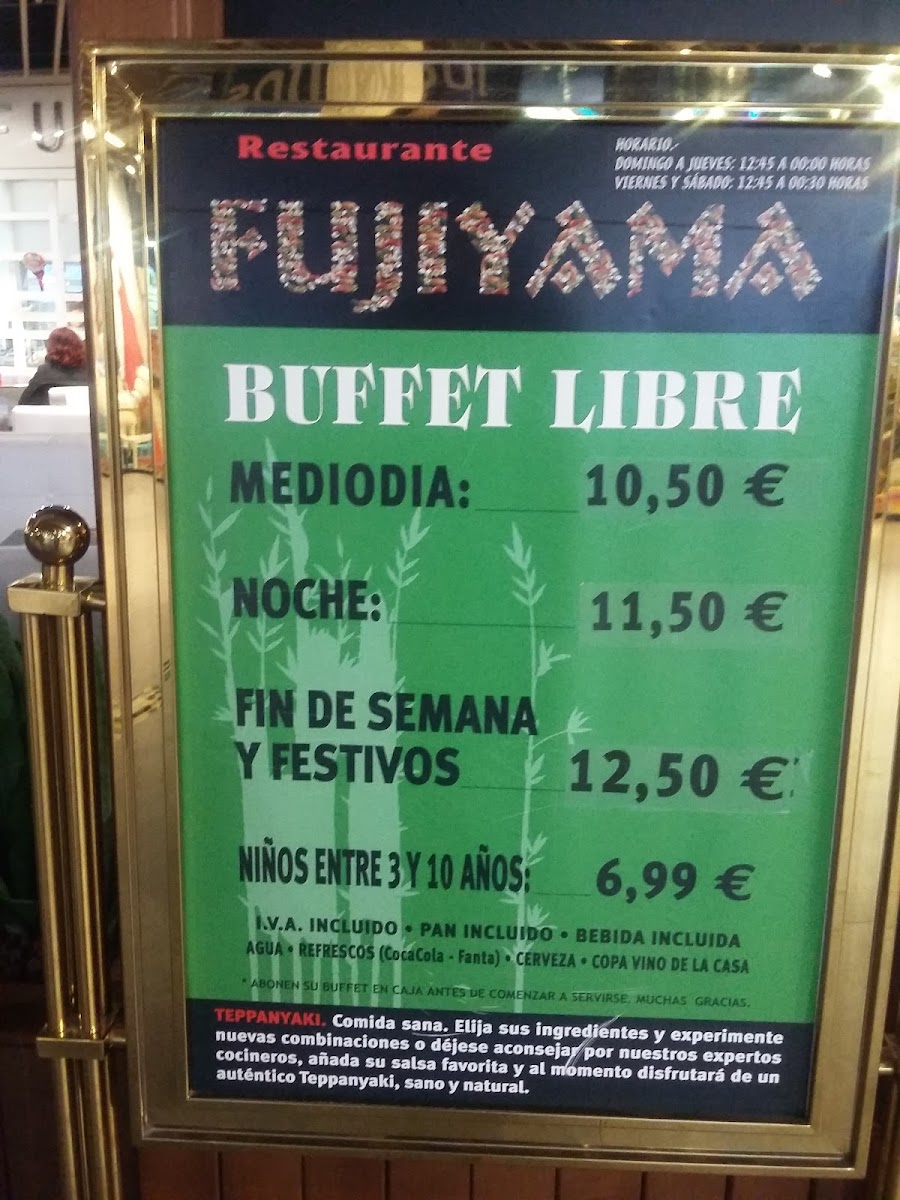 Restaurante
HORARIO.-
DOMINGO A JUEVES: 12:45 A 00:00 HORAS
VIERNES Y SÁBADO: 12:45 A 00:30 HORAS
FUJIYAMA
BUFFET LIBRE
MEDIODIA: 10,50 €
NOCHE: 11,50 €
FIN DE SEMANA
Y FESTIVOS 12,50 €
NIÑOS ENTRE 3 Y 10 AÑOS: 6,99 €
I.V.A. INCLUIDO • PAN INCLUIDO • BEBIDA INCLUIDA
AGUA • REFRESCOS (CocaCola - Fanta) • CERVEZA • COPA VINO DE LA CASA
* ABONEN SU BUFFET EN CAJA ANTES DE COMENZAR A SERVIRSE. MUCHAS GRACIAS.
TEPPANYAKI. Comida sana. Elija sus ingredientes y experimente
nuevas combinaciones o déjese aconsejar por nuestros expertos
cocineros, añada su salsa favorita y al momento disfrutará de un
auténtico Teppanyaki, sano y natural.